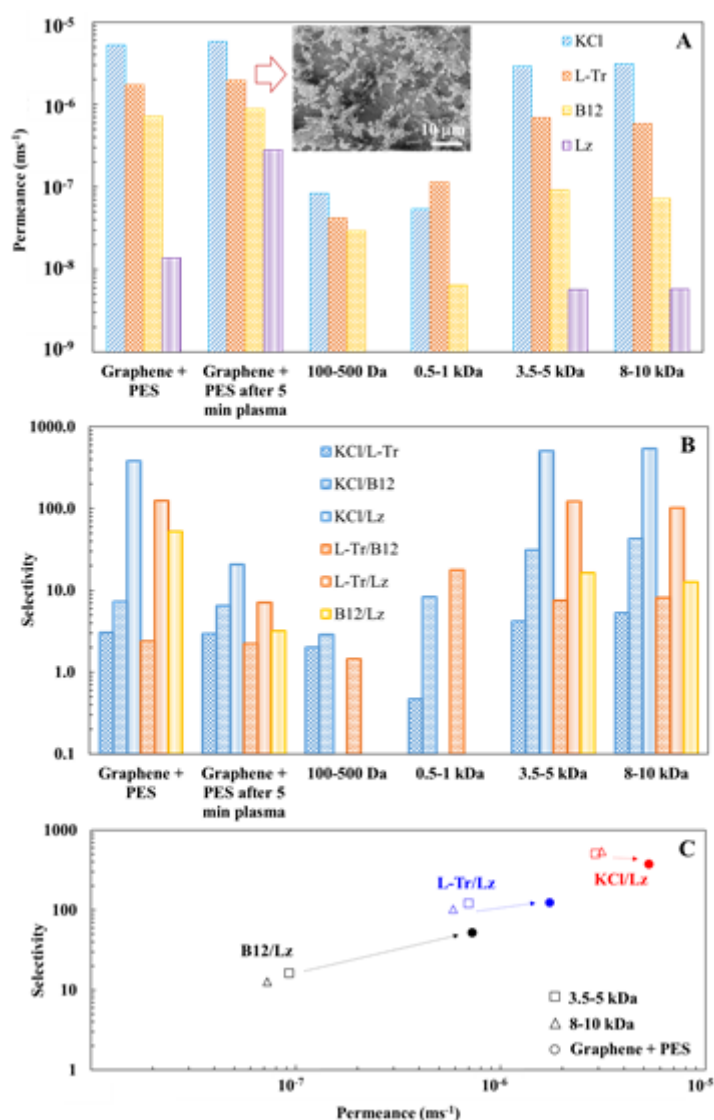 A
10⁻⁵
10⁻⁶
10⁻⁷
10⁻⁸
10⁻⁹
Permeance (ms⁻¹)
10 μm
KCl
L-Tr
B12
Lz
Graphene + PES
Graphene + PES after 5 min plasma
100-500 Da
0.5-1 kDa
3.5-5 kDa
8-10 kDa
B
1000.0
100.0
10.0
1.0
0.1
Selectivity
KCl/L-Tr
KCl/B12
KCl/Lz
L-Tr/B12
L-Tr/Lz
B12/Lz
Graphene + PES
Graphene + PES after 5 min plasma
100-500 Da
0.5-1 kDa
3.5-5 kDa
8-10 kDa
C
1000
100
10
1
Selectivity
L-Tr/Lz
KCl/Lz
B12/Lz
3.5-5 kDa
8-10 kDa
Graphene + PES
10⁻⁷
10⁻⁶
10⁻⁵
Permeance (ms⁻¹)